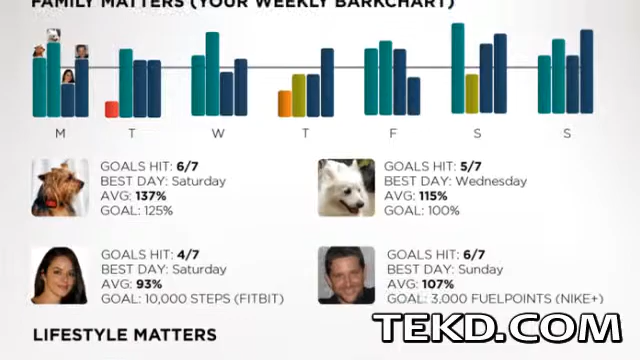 FAMILY MATTERS (YOUR WEEKLY BARKCHART)
M T W T F S S
GOALS HIT: 6/7
BEST DAY: Saturday
AVG: 137%
GOAL: 125%
GOALS HIT: 5/7
BEST DAY: Wednesday
AVG: 115%
GOAL: 100%
GOALS HIT: 4/7
BEST DAY: Saturday
AVG: 93%
GOAL: 10,000 STEPS (FITBIT)
GOALS HIT: 6/7
BEST DAY: Sunday
AVG: 107%
GOAL: 3,000 FUELPOINTS (NIKE+)
LIFESTYLE MATTERS
TEKD.COM